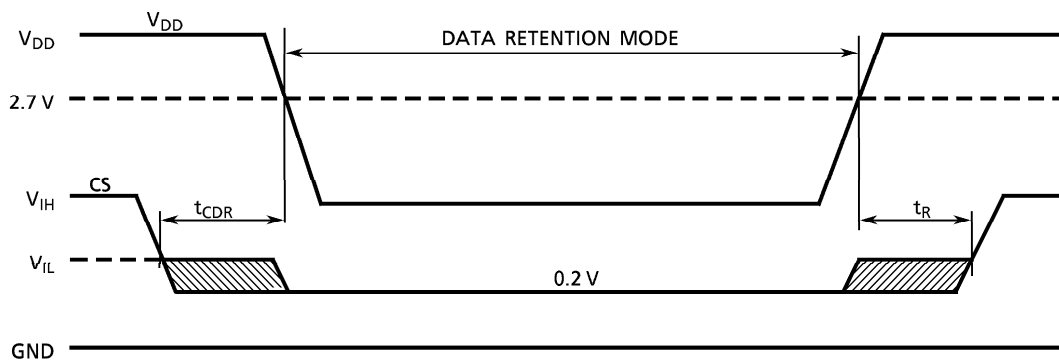 VDD
VDD
DATA RETENTION MODE
2.7 V
CS
VIH
tCDR
tR
VIL
0.2 V
GND